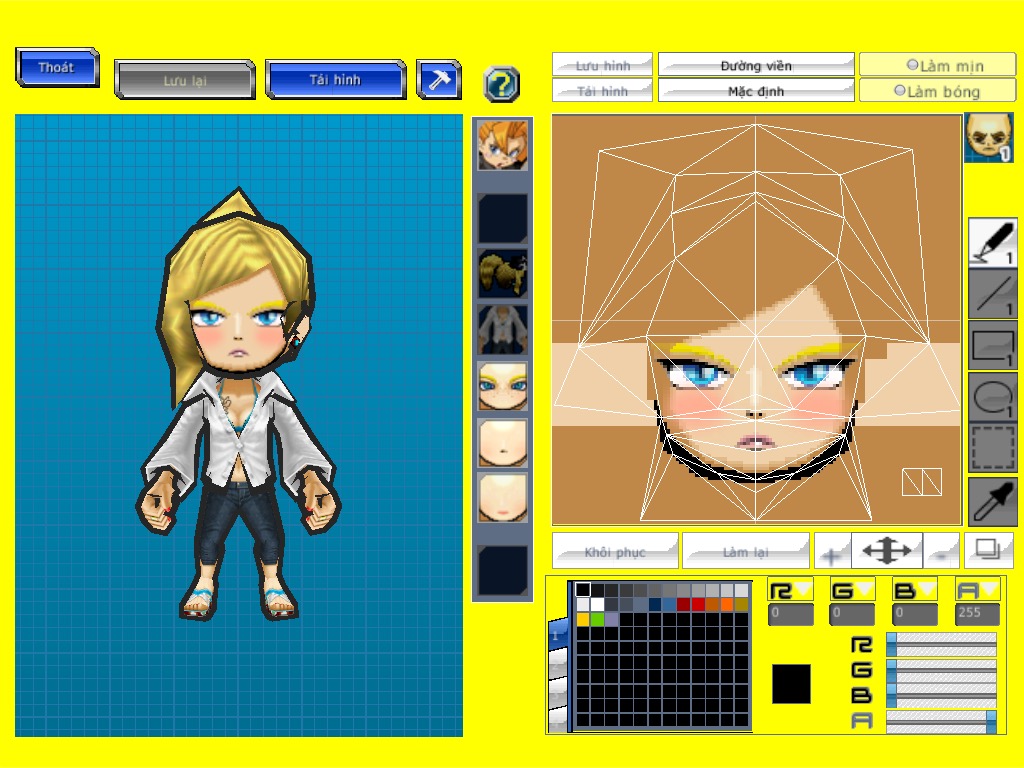 Thoát
Lưu lại
Tải hình
?
Lưu hình
Đường viền
Làm mịn
Tải hình
Mặc định
Làm bóng
0
1
1
1
1
Khôi phục
Làm lại
+
-
1
R
G
B
A
0
0
0
255
R
G
B
A